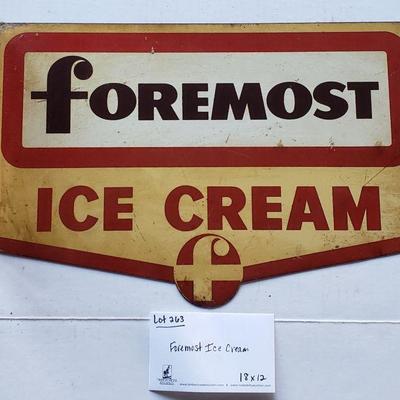 fOREMOST
ICE CREAM
f
Lot 263
Foremost Ice Cream
18x12